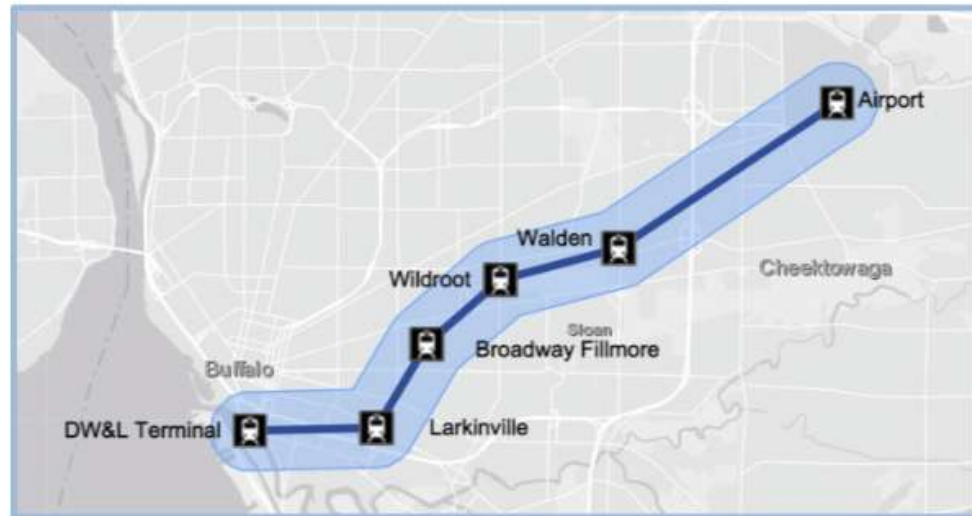 Airport
Walden
Cheektowaga
Wildroot
Sloan
Broadway Fillmore
Buffalo
DW&L Terminal
Larkinville